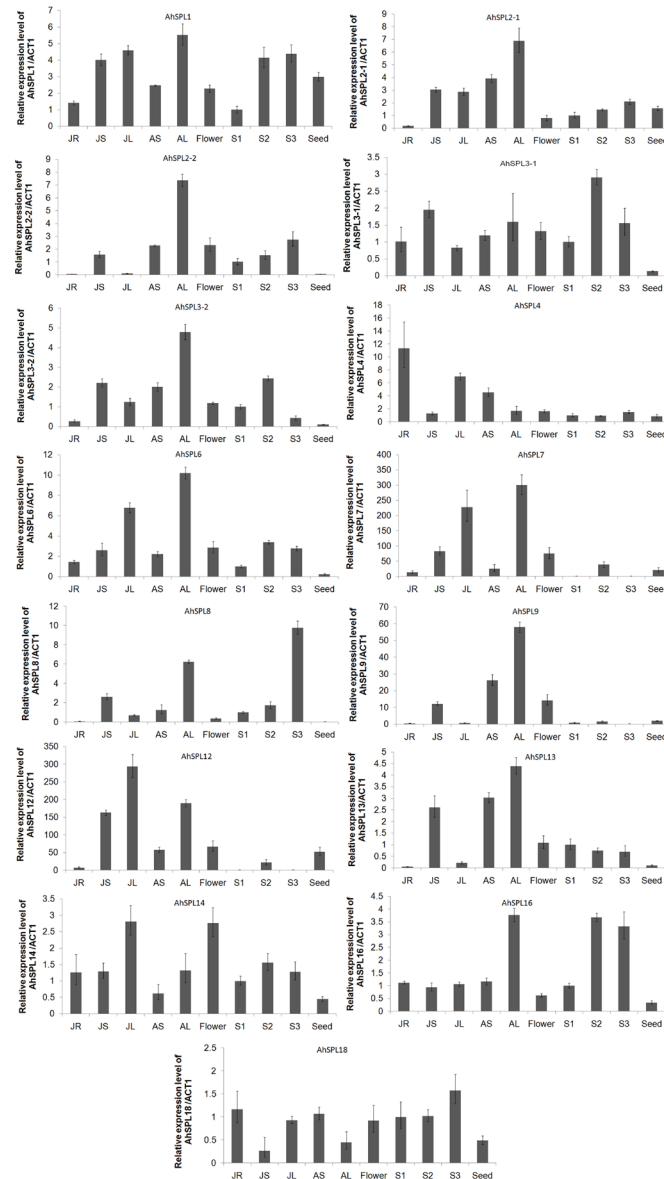 AhSPL1
Relative expression level of
AhSPL1/ACT1
7
6
5
4
3
2
1
0
JR JS JL AS AL Flower S1 S2 S3 Seed
AhSPL2-1
Relative expression level of
AhSPL2-1/ACT1
9
8
7
6
5
4
3
2
1
0
JR JS JL AS AL Flower S1 S2 S3 Seed
AhSPL2-2
Relative expression level of
AhSPL2-2/ACT1
9
8
7
6
5
4
3
2
1
0
JR JS JL AS AL Flower S1 S2 S3 Seed
AhSPL3-1
Relative expression level of
AhSPL3-1/ACT1
3.5
3
2.5
2
1.5
1
0.5
0
JR JS JL AS AL Flower S1 S2 S3 Seed
AhSPL3-2
Relative expression level of
AhSPL3-2/ACT1
6
5
4
3
2
1
0
JR JS JL AS AL Flower S1 S2 S3 Seed
AhSPL4
Relative expression level of
AhSPL4/ACT1
18
16
14
12
10
8
6
4
2
0
JR JS JL AS AL Flower S1 S2 S3 Seed
AhSPL6
Relative expression level of
AhSPL6/ACT1
12
10
8
6
4
2
0
JR JS JL AS AL Flower S1 S2 S3 Seed
AhSPL7
Relative expression level of
AhSPL7/ACT1
400
350
300
250
200
150
100
50
0
JR JS JL AS AL Flower S1 S2 S3 Seed
AhSPL8
Relative expression level of
AhSPL8/ACT1
12
10
8
6
4
2
0
JR JS JL AS AL Flower S1 S2 S3 Seed
AhSPL9
Relative expression level of
AhSPL9/ACT1
70
60
50
40
30
20
10
0
JR JS JL AS AL Flower S1 S2 S3 Seed
AhSPL12
Relative expression level of
AhSPL12/ACT1
350
300
250
200
150
100
50
0
JR JS JL AS AL Flower S1 S2 S3 Seed
AhSPL13
Relative expression level of
AhSPL13/ACT1
5
4.5
4
3.5
3
2.5
2
1.5
1
0.5
0
JR JS JL AS AL Flower S1 S2 S3 Seed
AhSPL14
Relative expression level of
AhSPL14/ACT1
3.5
3
2.5
2
1.5
1
0.5
0
JR JS JL AS AL Flower S1 S2 S3 Seed
AhSPL16
Relative expression level of
AhSPL16/ACT1
4.5
4
3.5
3
2.5
2
1.5
1
0.5
0
JR JS JL AS AL Flower S1 S2 S3 Seed
AhSPL18
Relative expression level of
AhSPL18/ACT1
2.5
2
1.5
1
0.5
0
JR JS JL AS AL Flower S1 S2 S3 Seed